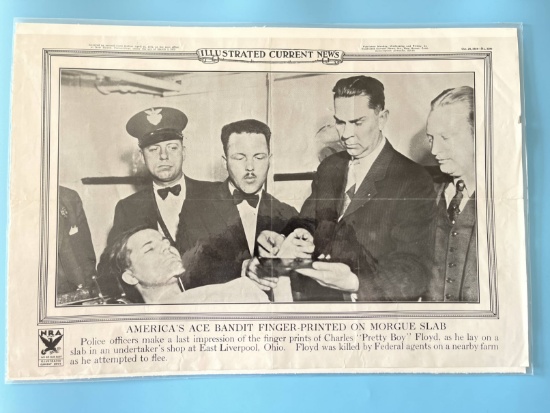 ILLUSTRATED CURRENT NEWS
AMERICA'S ACE BANDIT FINGER-PRINTED ON MORGUE SLAB
NRA
Police officers make a last impression of the finger prints of Charles "Pretty Boy" Floyd, as he lay on a
slab in an undertaker's shop at East Liverpool, Ohio. Floyd was killed by Federal agents on a nearby farm
as he attempted to flee.